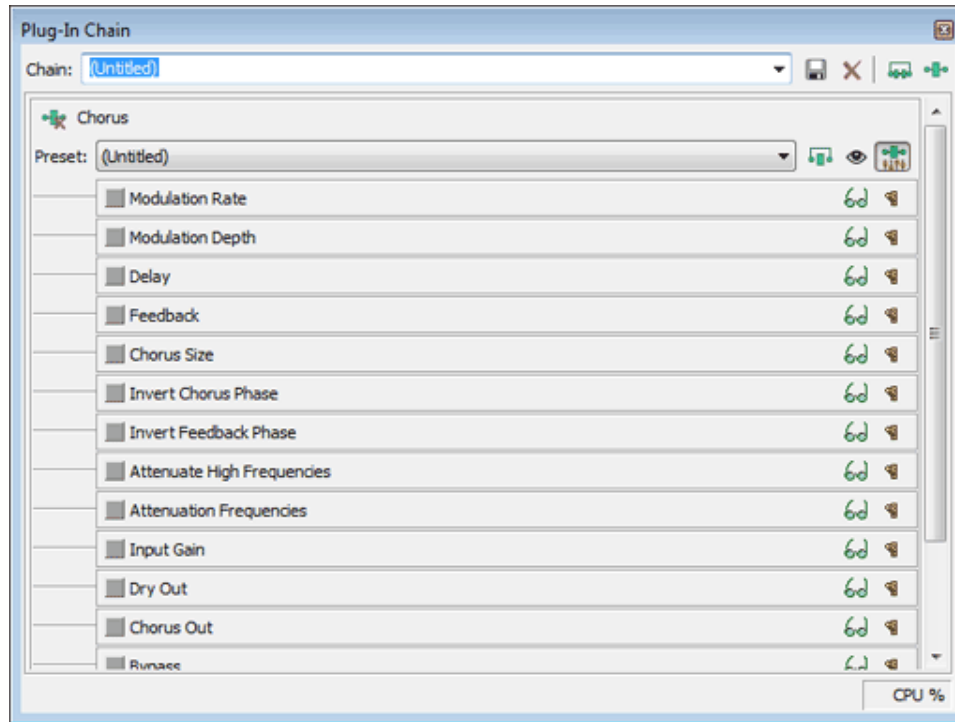 Plug-In Chain
Chain: (Untitled)
Chorus
Preset: (Untitled)
Modulation Rate
Modulation Depth
Delay
Feedback
Chorus Size
Invert Chorus Phase
Invert Feedback Phase
Attenuate High Frequencies
Attenuation Frequencies
Input Gain
Dry Out
Chorus Out
Bypass
CPU %